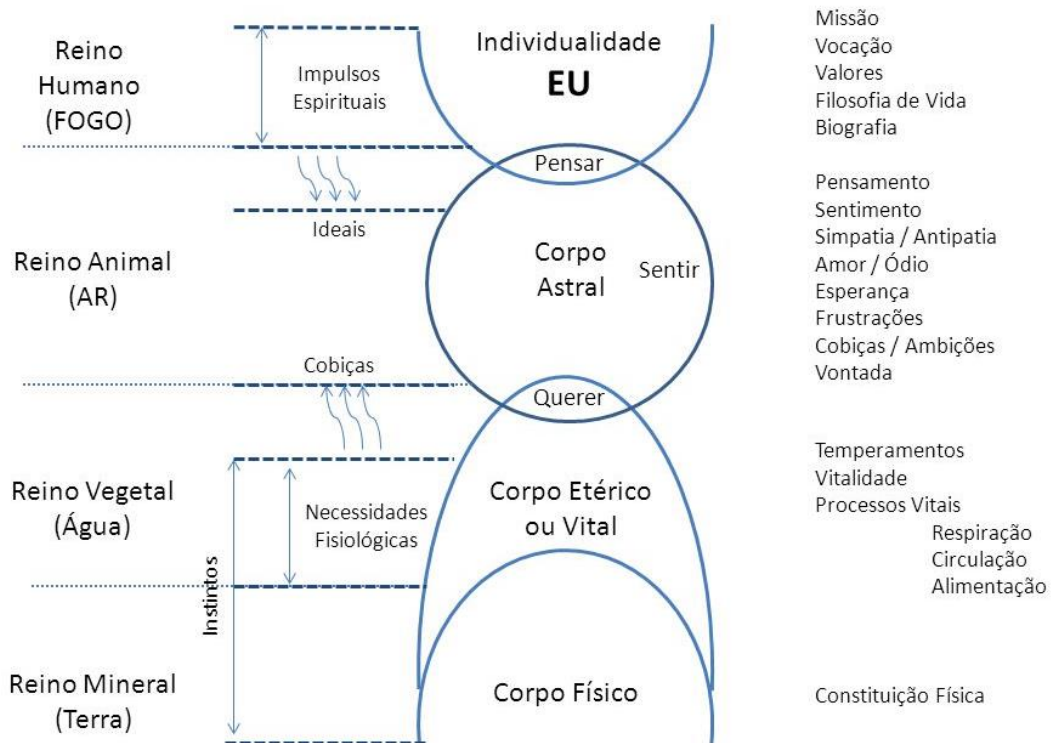 Reino
Humano
(FOGO)
Impulsos
Espirituais
Individualidade
EU
Missão
Vocação
Valores
Filosofia de Vida
Biografia
Pensar
Reino Animal
(AR)
Ideais
Corpo
Astral
Sentir
Pensamento
Sentimento
Simpatia / Antipatia
Amor / Ódio
Esperança
Frustrações
Cobiças / Ambições
Vontada
Cobiças
Querer
Reino Vegetal
(Água)
Necessidades
Fisiológicas
Instintos
Corpo Etérico
ou Vital
Temperamentos
Vitalidade
Processos Vitais
Respiração
Circulação
Alimentação
Reino Mineral
(Terra)
Corpo Físico
Constituição Física